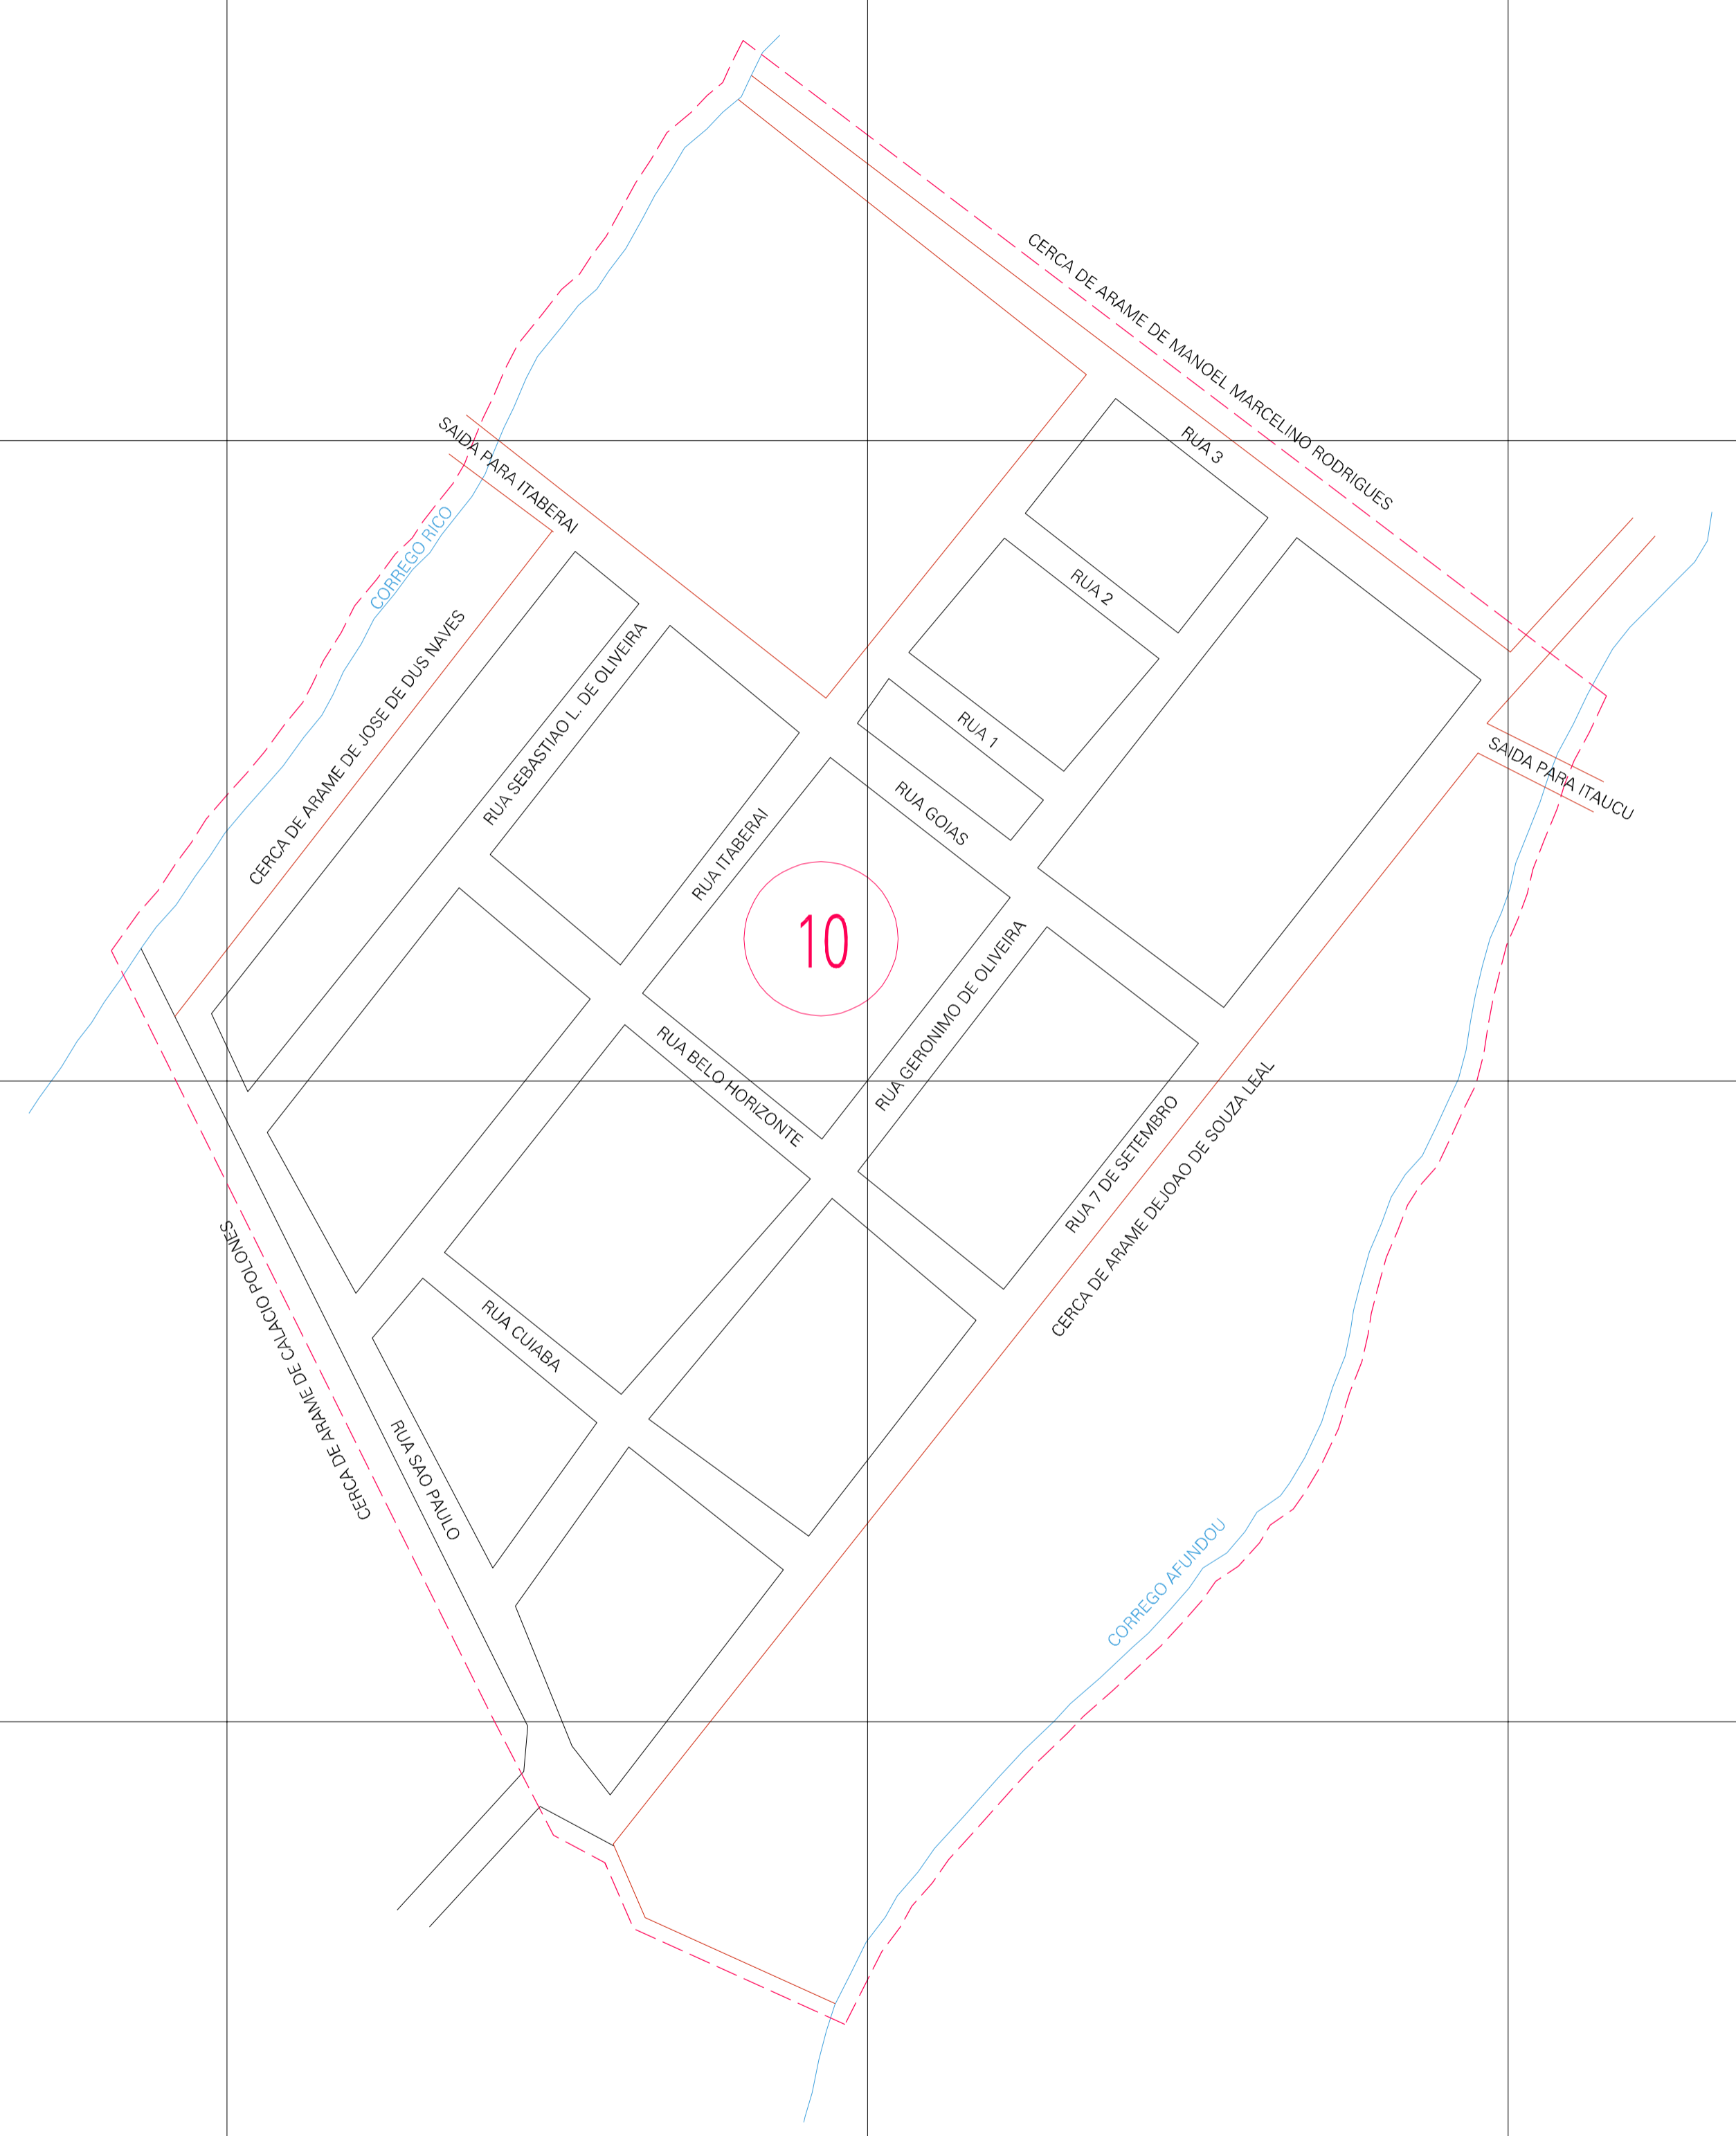 CERCA DE ARAME DE MANOEL MARCELINO RODRIGUES
SAIDA PARA ITABERAI
RUA 3
CORREGO RICO
RUA 2
CERCA DE ARAME DE JOSE DE DUS NAVES
RUA SEBASTIAO L. DE OLIVEIRA
RUA 1
SAIDA PARA ITAUCU
RUA GOIAS
RUA ITABERAI
10
RUA GERONIMO DE OLIVEIRA
RUA BELO HORIZONTE
RUA 7 DE SETEMBRO
CERCA DE ARAME DEJOAO DE SOUZA LEAL
CERCA DE ARAME DE CALACIO POLONES
RUA CUIABA
RUA SAO PAULO
CORREGO AFUNDOU